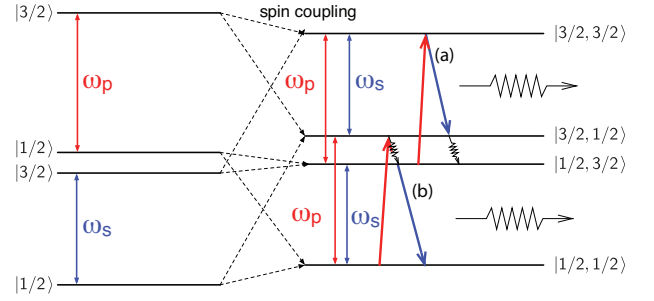 spin coupling
|3/2⟩
|3/2,3/2⟩
(a)
ωp
ωp
ωs
|3/2,1/2⟩
|1/2⟩
|1/2,3/2⟩
|3/2⟩
(b)
ωs
ωp
ωs
|1/2⟩
|1/2,1/2⟩